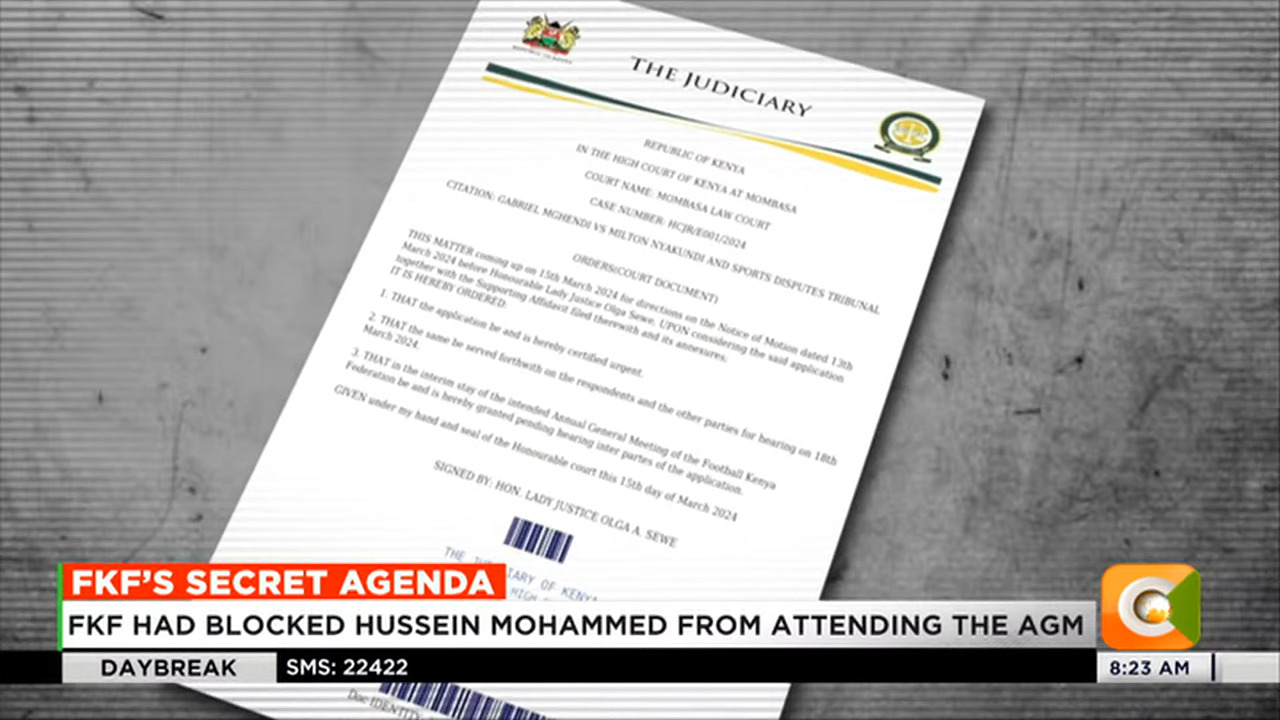 THE JUDICIARY
REPUBLIC OF KENYA
IN THE HIGH COURT OF KENYA AT MOMBASA
COURT NAME: MOMBASA LAW COURT
CASE NUMBER: HCJR/E001/2024
CITATION: GABRIEL MGHENDI VS MILTON NYAKUNDI AND SPORTS DISPUTES TRIBUNAL
ORDERS(COURT DOCUMENT)
THIS MATTER coming up on 15th March 2024 for directions on the Notice of Motion dated 13th
March 2024 before Honourable Lady Justice Olga Sewe, UPON considering the said application
together with the Supporting Affidavit filed therewith and its annexures:
IT IS HEREBY ORDERED:
1. THAT the application be and is hereby certified urgent.
2. THAT the same be served forthwith on the respondents and the other parties for hearing on 18th
March 2024.
3. THAT in the interim stay of the intended Annual General Meeting of the Football Kenya
Federation be and is hereby granted pending hearing inter partes of the application.
GIVEN under my hand and seal of the Honourable court this 15th day of March 2024
SIGNED BY: HON. LADY JUSTICE OLGA A. SEWE
THE OF KENYA
HIGH
FKF'S SECRET AGENDA
FKF HAD BLOCKED HUSSEIN MOHAMMED FROM ATTENDING THE AGM
DAYBREAK SMS: 22422 8:23 AM
Doc IDENTITY: